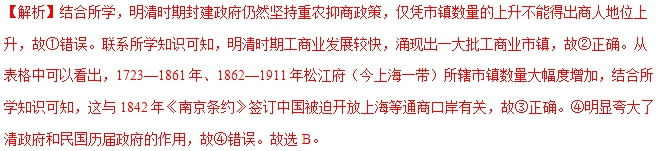 【解析】结合所学，明清时期封建政府仍然坚持重农抑商政策，仅凭市镇数量的上升不能得出商人地位上
升，故①错误。联系所学知识可知，明清时期工商业发展较快，涌现出一大批工商业市镇，故②正确。从
表格中可以看出，1723—1861年、1862—1911年松江府（今上海一带）所辖市镇数量大幅度增加，结合所
学知识可知，这与1842年《南京条约》签订中国被迫开放上海等通商口岸有关，故③正确。④明显夸大了
清政府和民国历届政府的作用，故④错误。故选B。